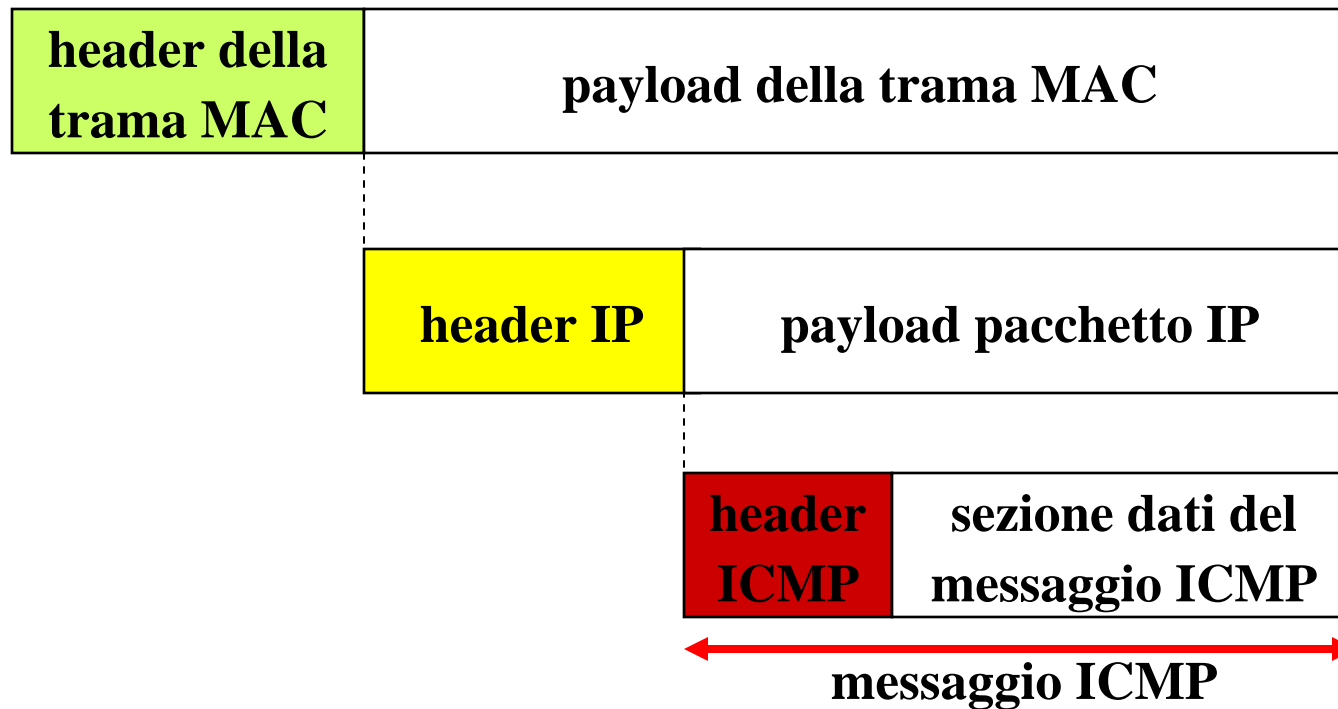 header della
trama MAC
payload della trama MAC
header IP
payload pacchetto IP
header
ICMP
sezione dati del
messaggio ICMP
messaggio ICMP